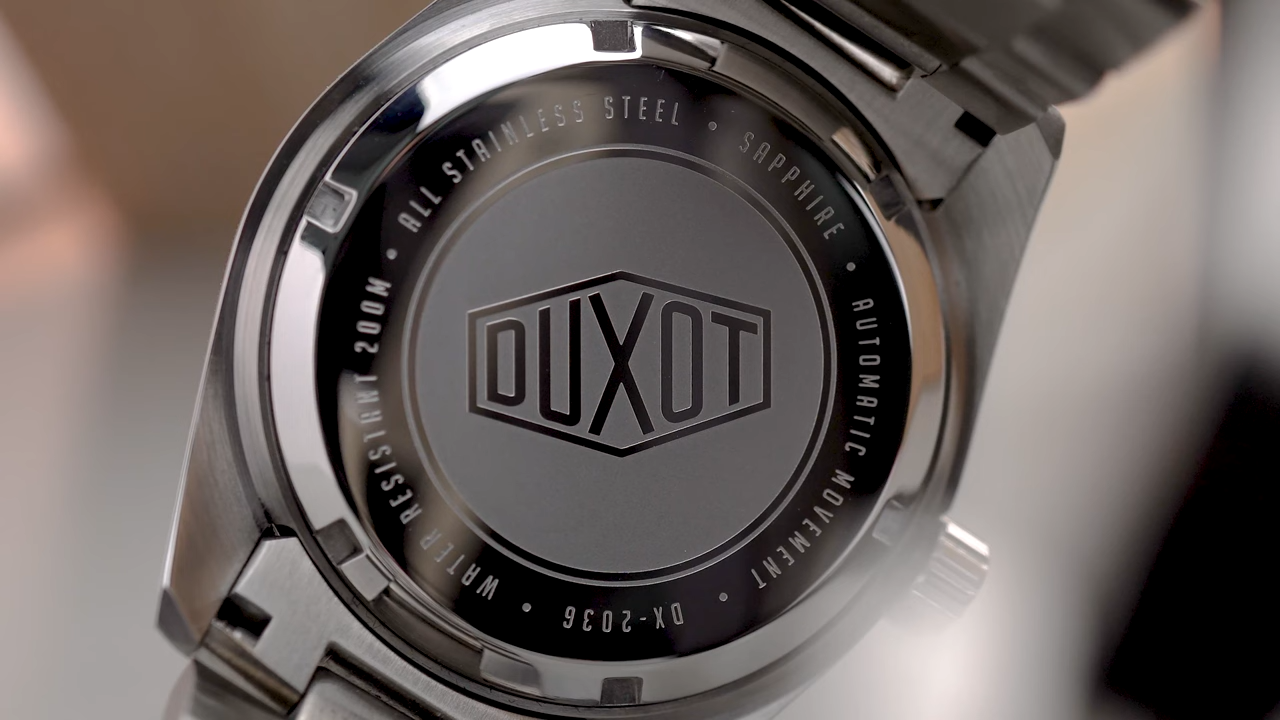 ALL STAINLESS STEEL • SAPPHIRE • AUTOMATIC MOVEMENT • DX-2036 • WATER RESISTANT 200M •
DUXOT